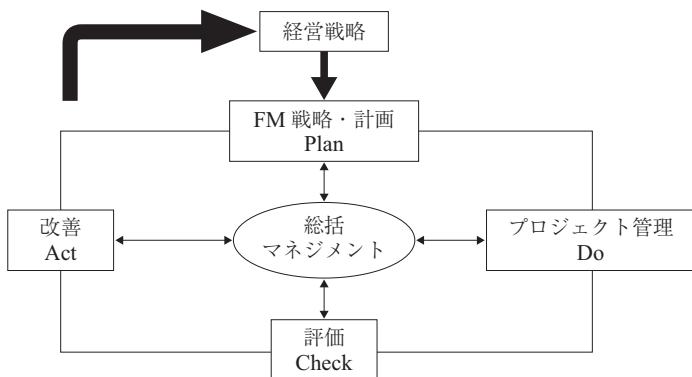 経営戦略
FM 戦略・計画
Plan
改善
Act
総括
マネジメント
プロジェクト管理
Do
評価
Check